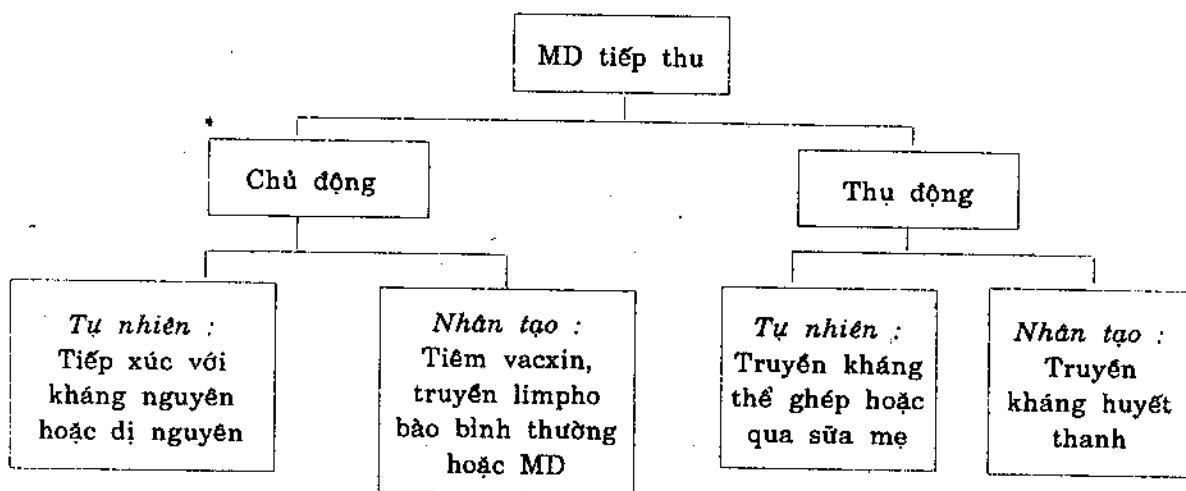 MD tiếp thu
Chủ động
Thụ động
Tự nhiên :
Tiếp xúc với
kháng nguyên
hoặc dị nguyên
Nhân tạo :
Tiêm vacxin,
truyền limpho
bào bình thường
hoặc MD
Tự nhiên :
Truyền kháng
thể ghép hoặc
qua sữa mẹ
Nhân tạo :
Truyền
kháng huyết
thanh